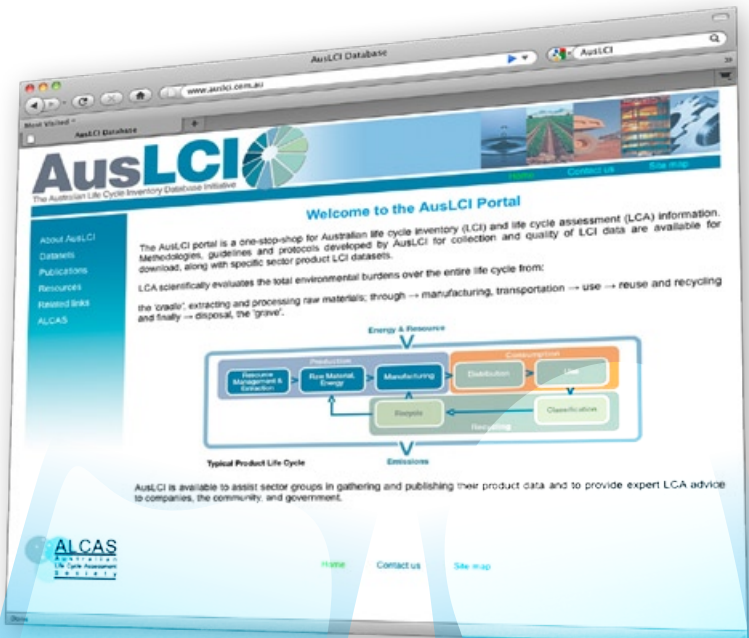 AusLCI Database
www.auslci.com.au
AusLCI
Most Visited
AusLCI Database
AusLCI
The Australian Life Cycle Inventory Database Initiative
Home Contact us Site map
About AusLCI
Datasets
Publications
Resources
Related links
ALCAS
Welcome to the AusLCI Portal
The AusLCI portal is a one-stop-shop for Australian life cycle inventory (LCI) and life cycle assessment (LCA) information.
Methodologies, guidelines and protocols developed by AusLCI for collection and quality of LCI data are available for
download, along with specific sector product LCI datasets.
LCA scientifically evaluates the total environmental burdens over the entire life cycle from:
the 'cradle', extracting and processing raw materials; through → manufacturing, transportation → use → reuse and recycling
and finally → disposal, the 'grave'.
Energy & Resource
Production
Consumption
Resource
Management &
Extraction
Raw Material,
Energy
Manufacturing
Distribution
Use
Recycle
Classification
Recycling
Typical Product Life Cycle
Emissions
AusLCI is available to assist sector groups in gathering and publishing their product data and to provide expert LCA advice
to companies, the community, and government.
ALCAS
Australian
Life Cycle Assessment
Society
Home Contact us Site map
Done